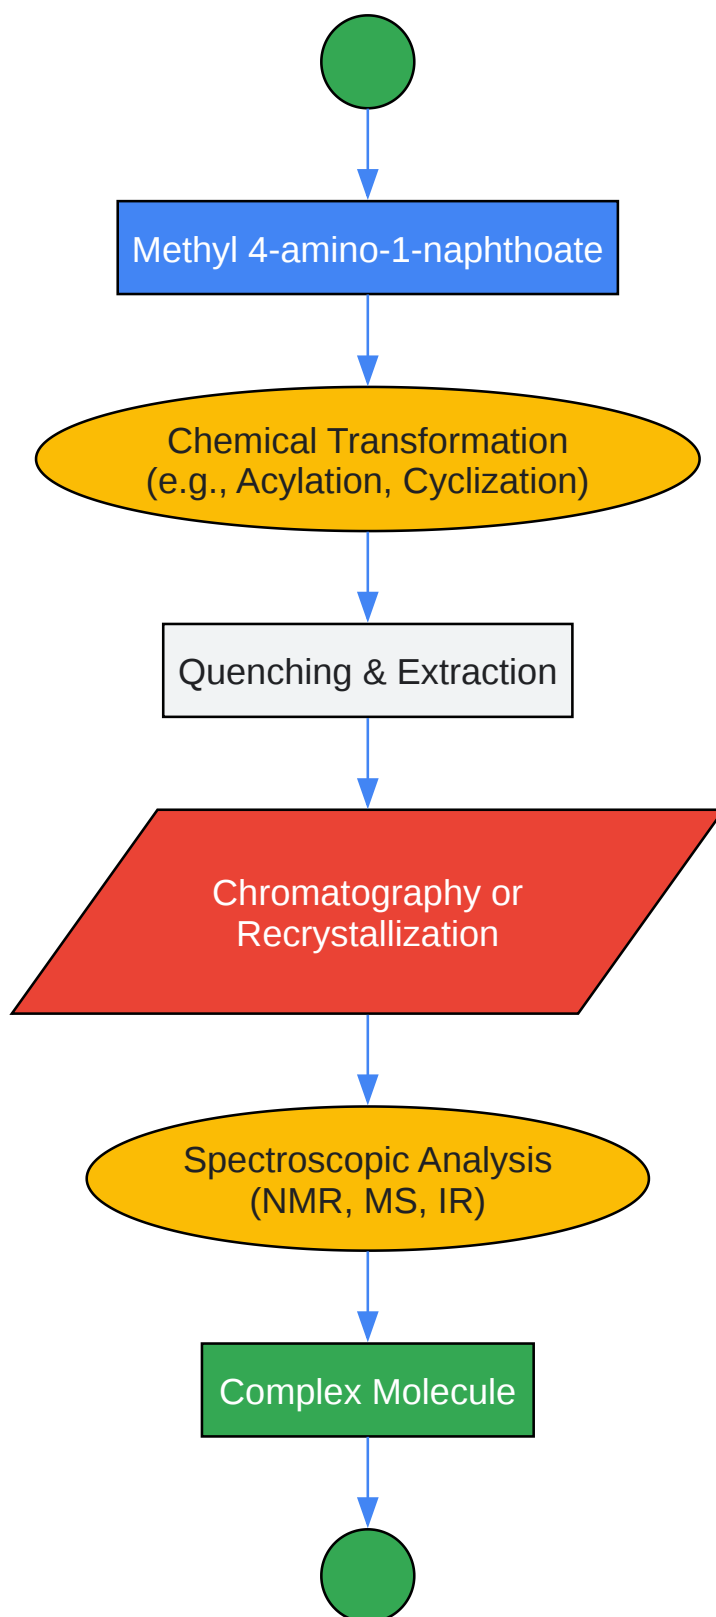 Methyl 4-amino-1-naphthoate
Chemical Transformation
(e.g., Acylation, Cyclization)
Quenching & Extraction
Chromatography or
Recrystallization
Spectroscopic Analysis
(NMR, MS, IR)
Complex Molecule